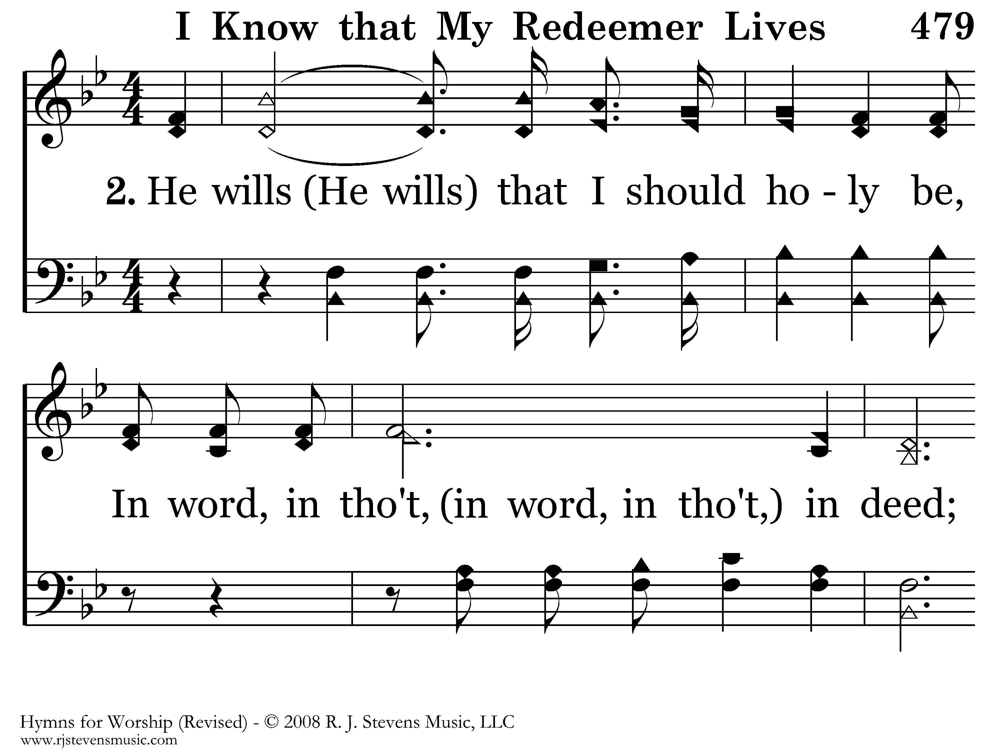 I Know that My Redeemer Lives 479
2. He wills (He wills) that I should ho - ly be,
In word, in tho't, (in word, in tho't,) in deed;
Hymns for Worship (Revised) - © 2008 R. J. Stevens Music, LLC
www.rjstevensmusic.com